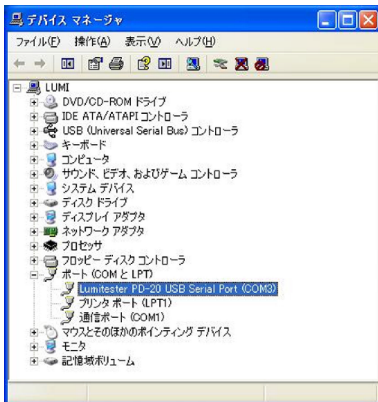 デバイス マネージャ
ファイル(F) 操作(A) 表示(V) ヘルプ(H)
LUMI
DVD/CD-ROM ドライブ
IDE ATA/ATAPI コントローラ
USB (Universal Serial Bus) コントローラ
キーボード
コンピュータ
サウンド、ビデオ、およびゲーム コントローラ
システム デバイス
ディスク ドライブ
ディスプレイ アダプタ
ネットワーク アダプタ
プロセッサ
フロッピー ディスク コントローラ
ポート (COM と LPT)
Lumitester PD-20 USB Serial Port (COM3)
プリンタ ポート (LPT1)
通信ポート (COM1)
マウスとそのほかのポインティング デバイス
モニタ
記憶域ボリューム